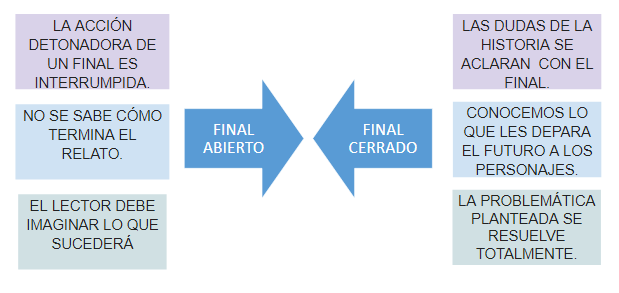 LA ACCIÓN
DETONADORA DE
UN FINAL ES
INTERRUMPIDA.
NO SE SABE CÓMO
TERMINA EL
RELATO.
EL LECTOR DEBE
IMAGINAR LO QUE
SUCEDERÁ
FINAL
ABIERTO
FINAL
CERRADO
LAS DUDAS DE LA
HISTORIA SE
ACLARAN CON EL
FINAL.
CONOCEMOS LO
QUE LES DEPARA
EL FUTURO A LOS
PERSONAJES.
LA PROBLEMÁTICA
PLANTEADA SE
RESUELVE
TOTALMENTE.